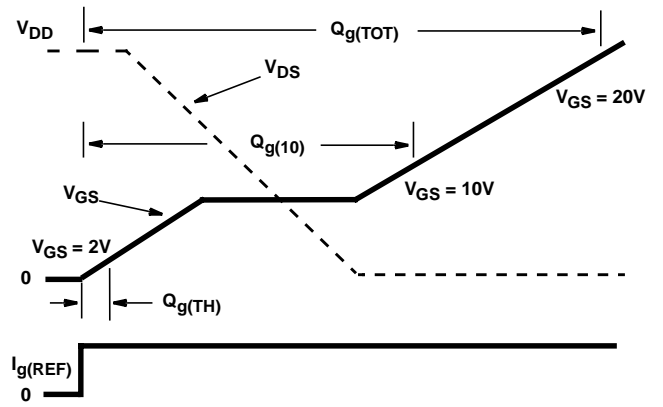 V_DD
Q_g(TOT)
V_DS
V_GS = 20V
Q_g(10)
V_GS
V_GS = 10V
V_GS = 2V
0
Q_g(TH)
I_g(REF)
0